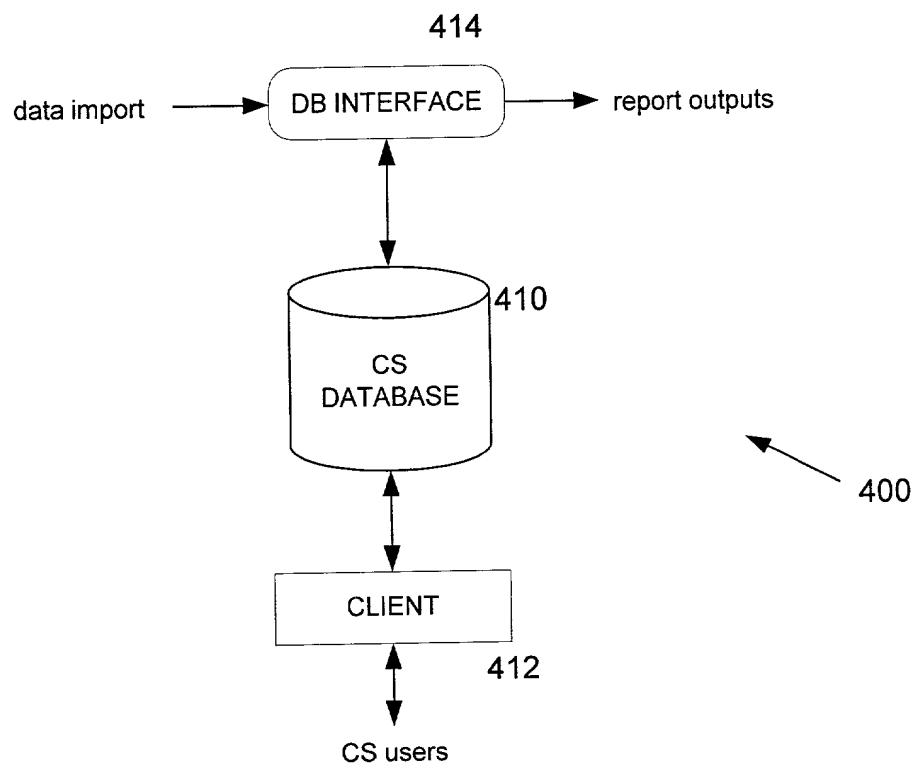 414
data import
DB INTERFACE
report outputs
410
CS
DATABASE
400
CLIENT
412
CS users